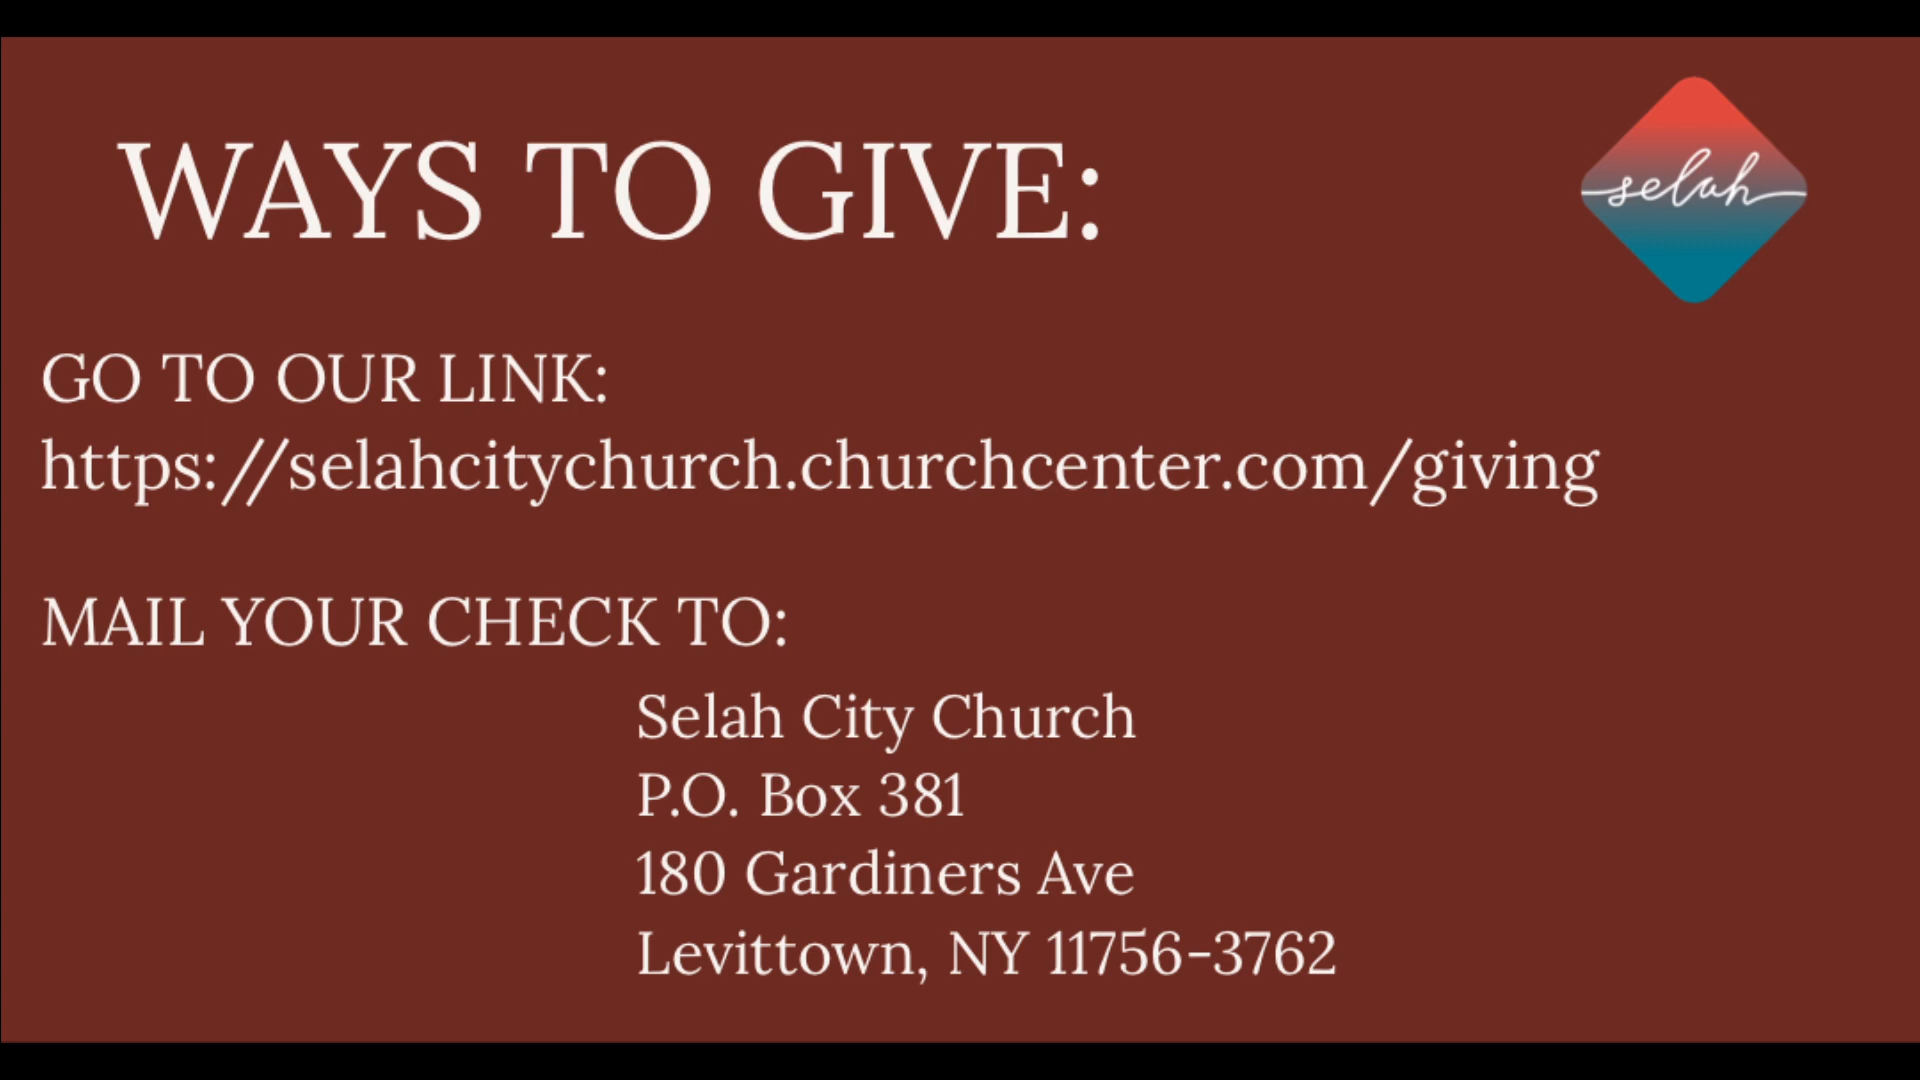 WAYS TO GIVE:
selah
GO TO OUR LINK:
https://selahcitychurch.churchcenter.com/giving
MAIL YOUR CHECK TO:
Selah City Church
P.O. Box 381
180 Gardiners Ave
Levittown, NY 11756-3762